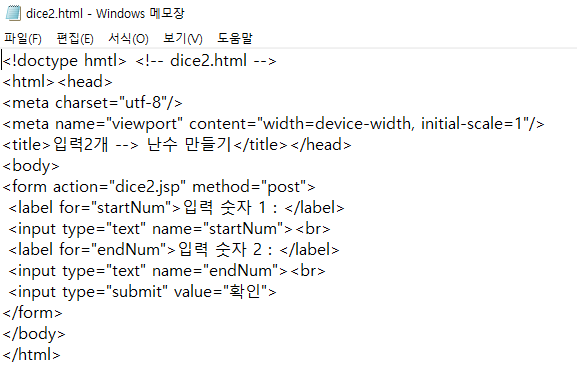 dice2.html - Windows 메모장
파일(F) 편집(E) 서식(O) 보기(V) 도움말
<!doctype hmtl> <!-- dice2.html -->
<html><head>
<meta charset="utf-8"/>
<meta name="viewport" content="width=device-width, initial-scale=1"/>
<title>입력2개 --> 난수 만들기</title></head>
<body>
<form action="dice2.jsp" method="post">
<label for="startNum">입력 숫자 1 : </label>
<input type="text" name="startNum"><br>
<label for="endNum">입력 숫자 2 : </label>
<input type="text" name="endNum"><br>
<input type="submit" value="확인">
</form>
</body>
</html>